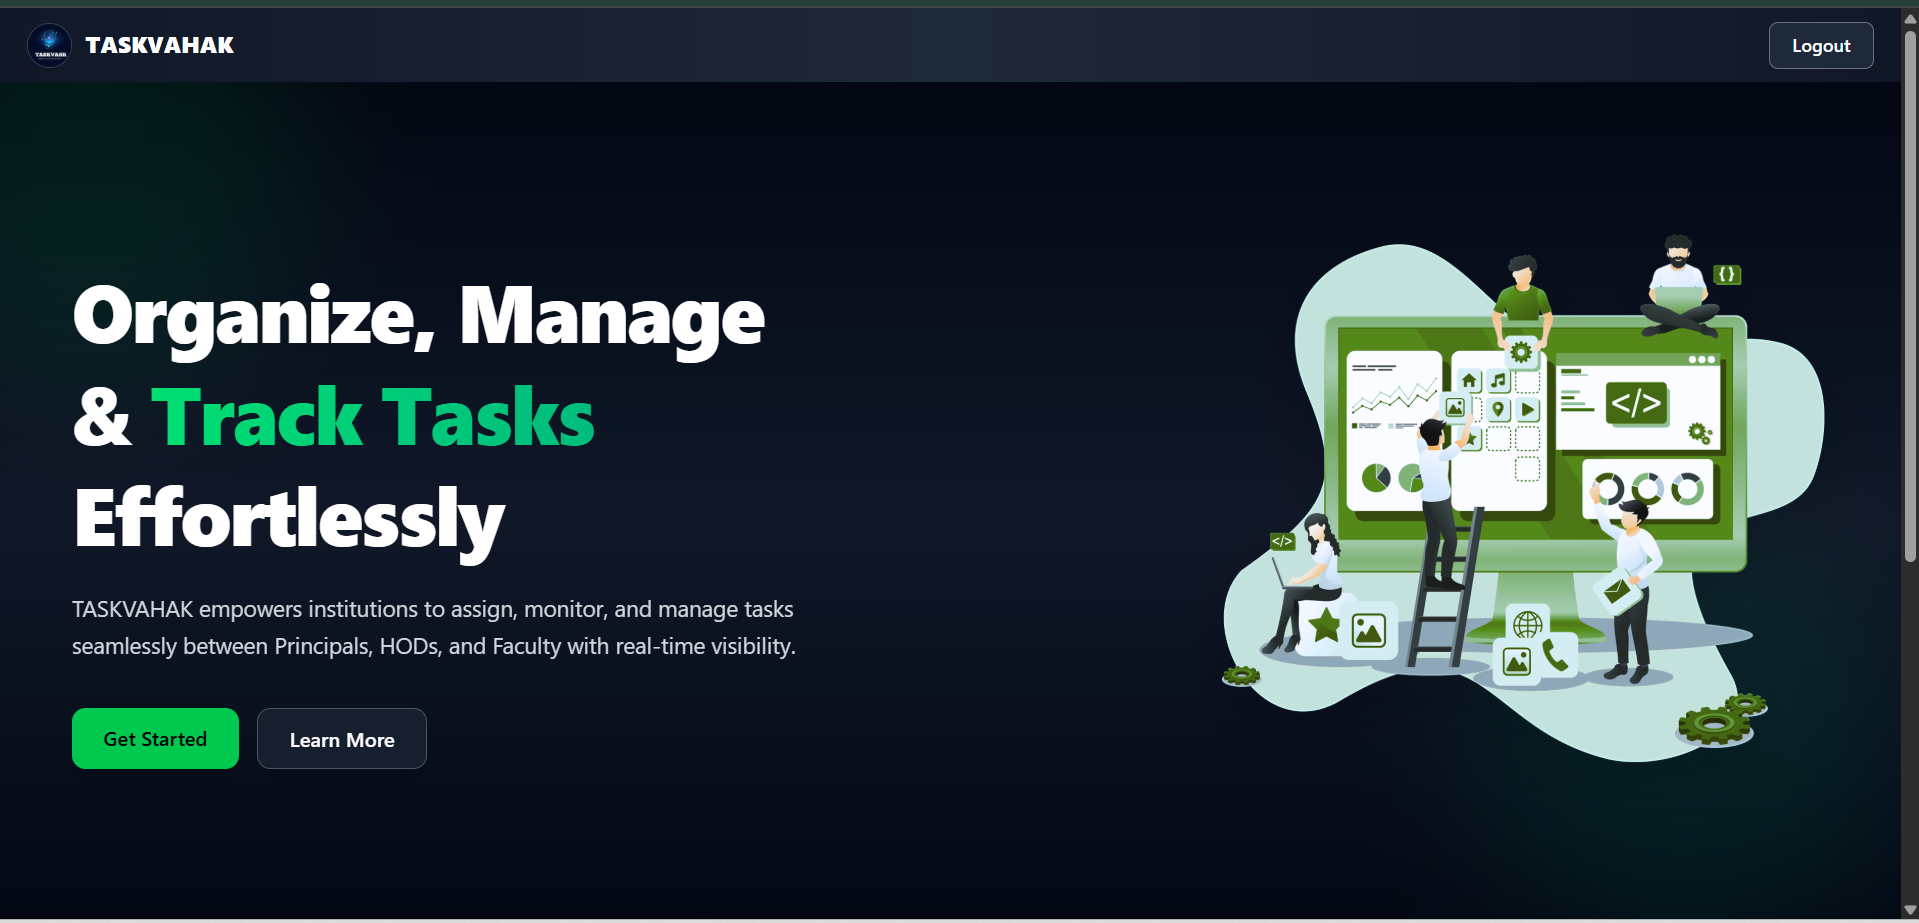 TASKVAHK
TASKVAHAK
Logout
Organize, Manage
& Track Tasks
Effortlessly
TASKVAHAK empowers institutions to assign, monitor, and manage tasks
seamlessly between Principals, HODs, and Faculty with real-time visibility.
Get Started
Learn More
{ }
</>
</>